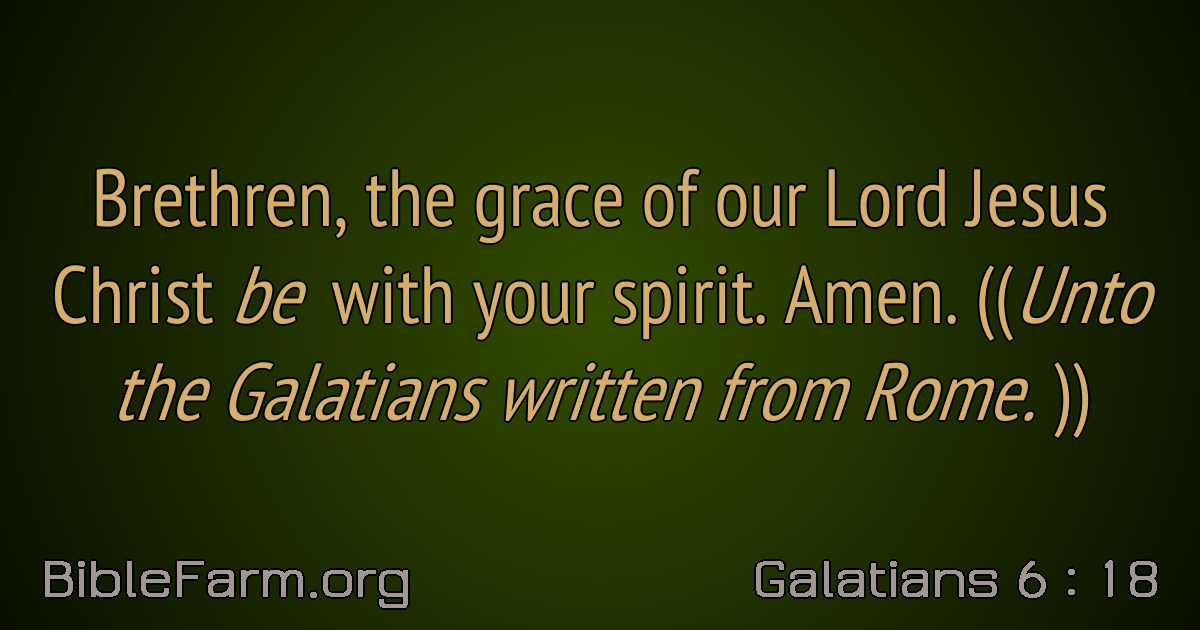 Brethren, the grace of our Lord Jesus
Christ be with your spirit. Amen. ((Unto
the Galatians written from Rome. ))
BibleFarm.org
Galatians 6 : 18